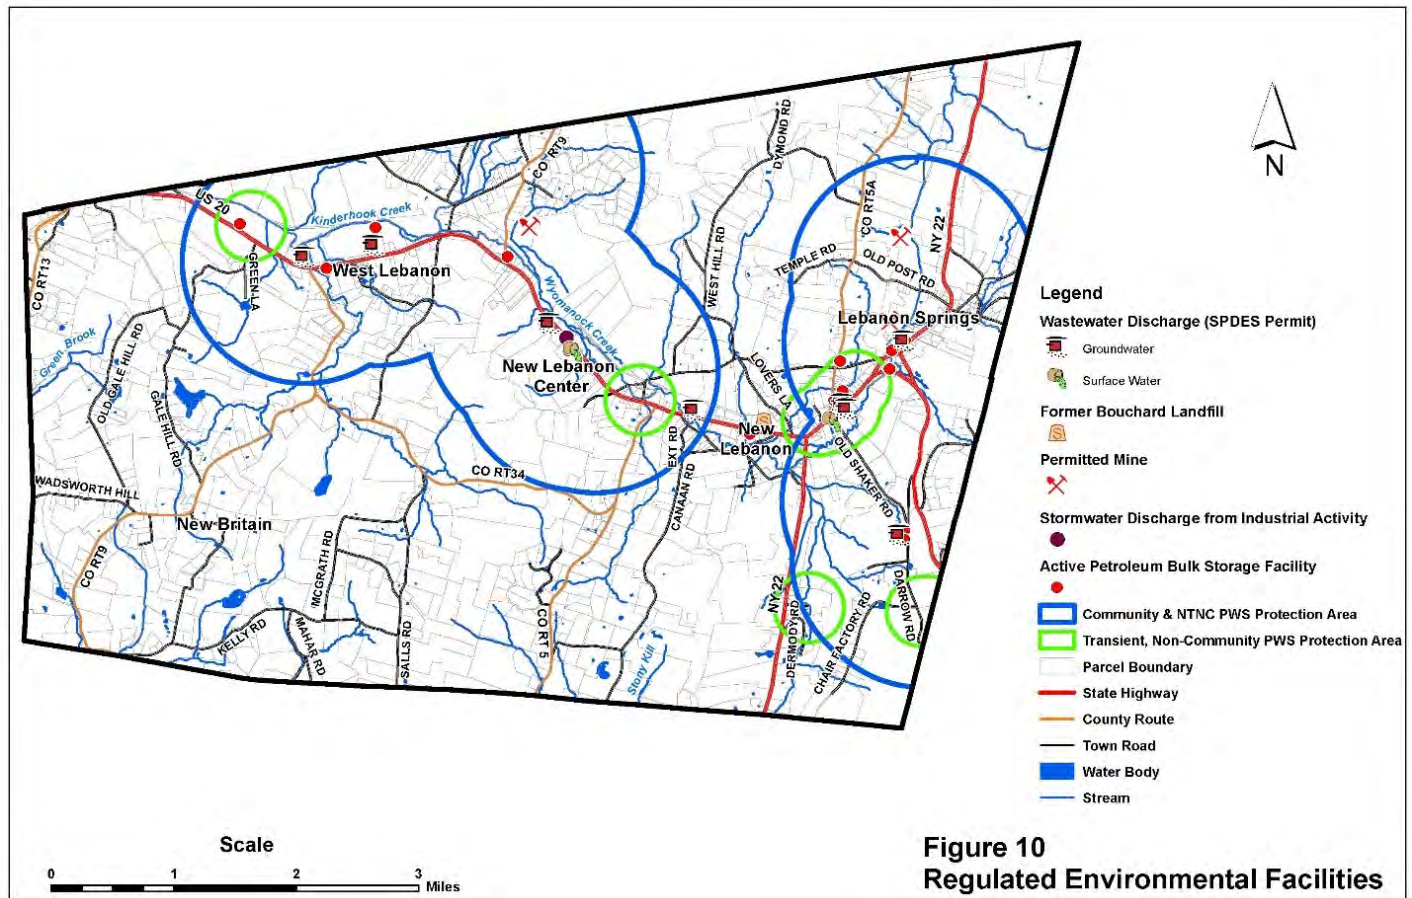 DYMOND RD
CO RT9
US 20
Kinderhook Creek
CO RT5A
NY 22
CO RT13
GREEN LA
West Lebanon
WEST HILL RD
TEMPLE RD
OLD POST RD
Wyomanock Creek
Lebanon Springs
Green Brook
OLD GALE HILL RD
New Lebanon
Center
LOVERS LA
GALE HILL RD
New
Lebanon
EXT RD
CO RT34
OLD SHAKER RD
WADSWORTH HILL
New Britain
CANAAN RD
CO RT9
MCGRATH RD
NY 22
DARROW RD
KELLY RD
MAHAR RD
SALLS RD
CO RT 5
Stony Kill
DERMODY RD
CHAIR FACTORY RD
N
Legend
Wastewater Discharge (SPDES Permit)
Groundwater
Surface Water
Former Bouchard Landfill
S
Permitted Mine
Stormwater Discharge from Industrial Activity
Active Petroleum Bulk Storage Facility
Community & NTNC PWS Protection Area
Transient, Non-Community PWS Protection Area
Parcel Boundary
State Highway
County Route
Town Road
Water Body
Stream
Scale
0 1 2 3
Miles
Figure 10
Regulated Environmental Facilities